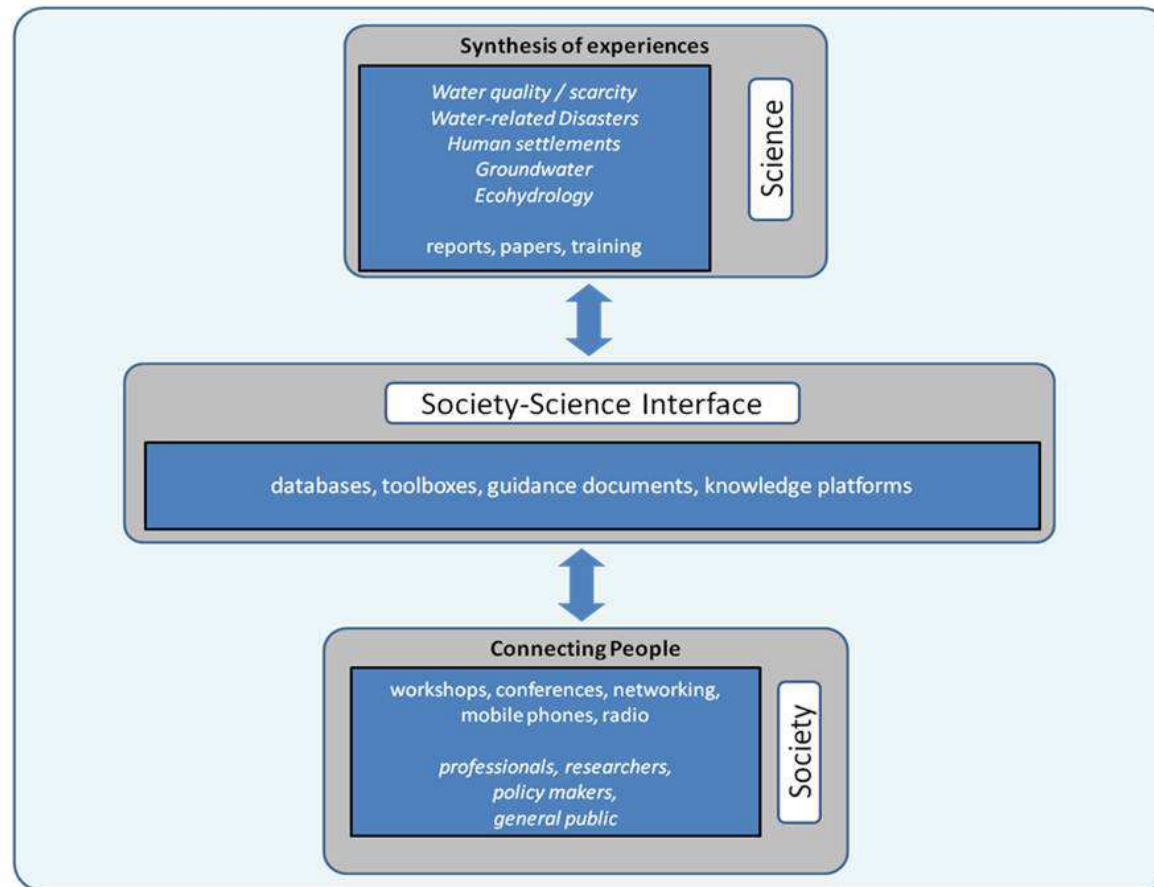 Synthesis of experiences
Water quality / scarcity
Water-related Disasters
Human settlements
Groundwater
Ecohydrology
reports, papers, training
Science
Society-Science Interface
databases, toolboxes, guidance documents, knowledge platforms
Connecting People
workshops, conferences, networking,
mobile phones, radio
professionals, researchers,
policy makers,
general public
Society